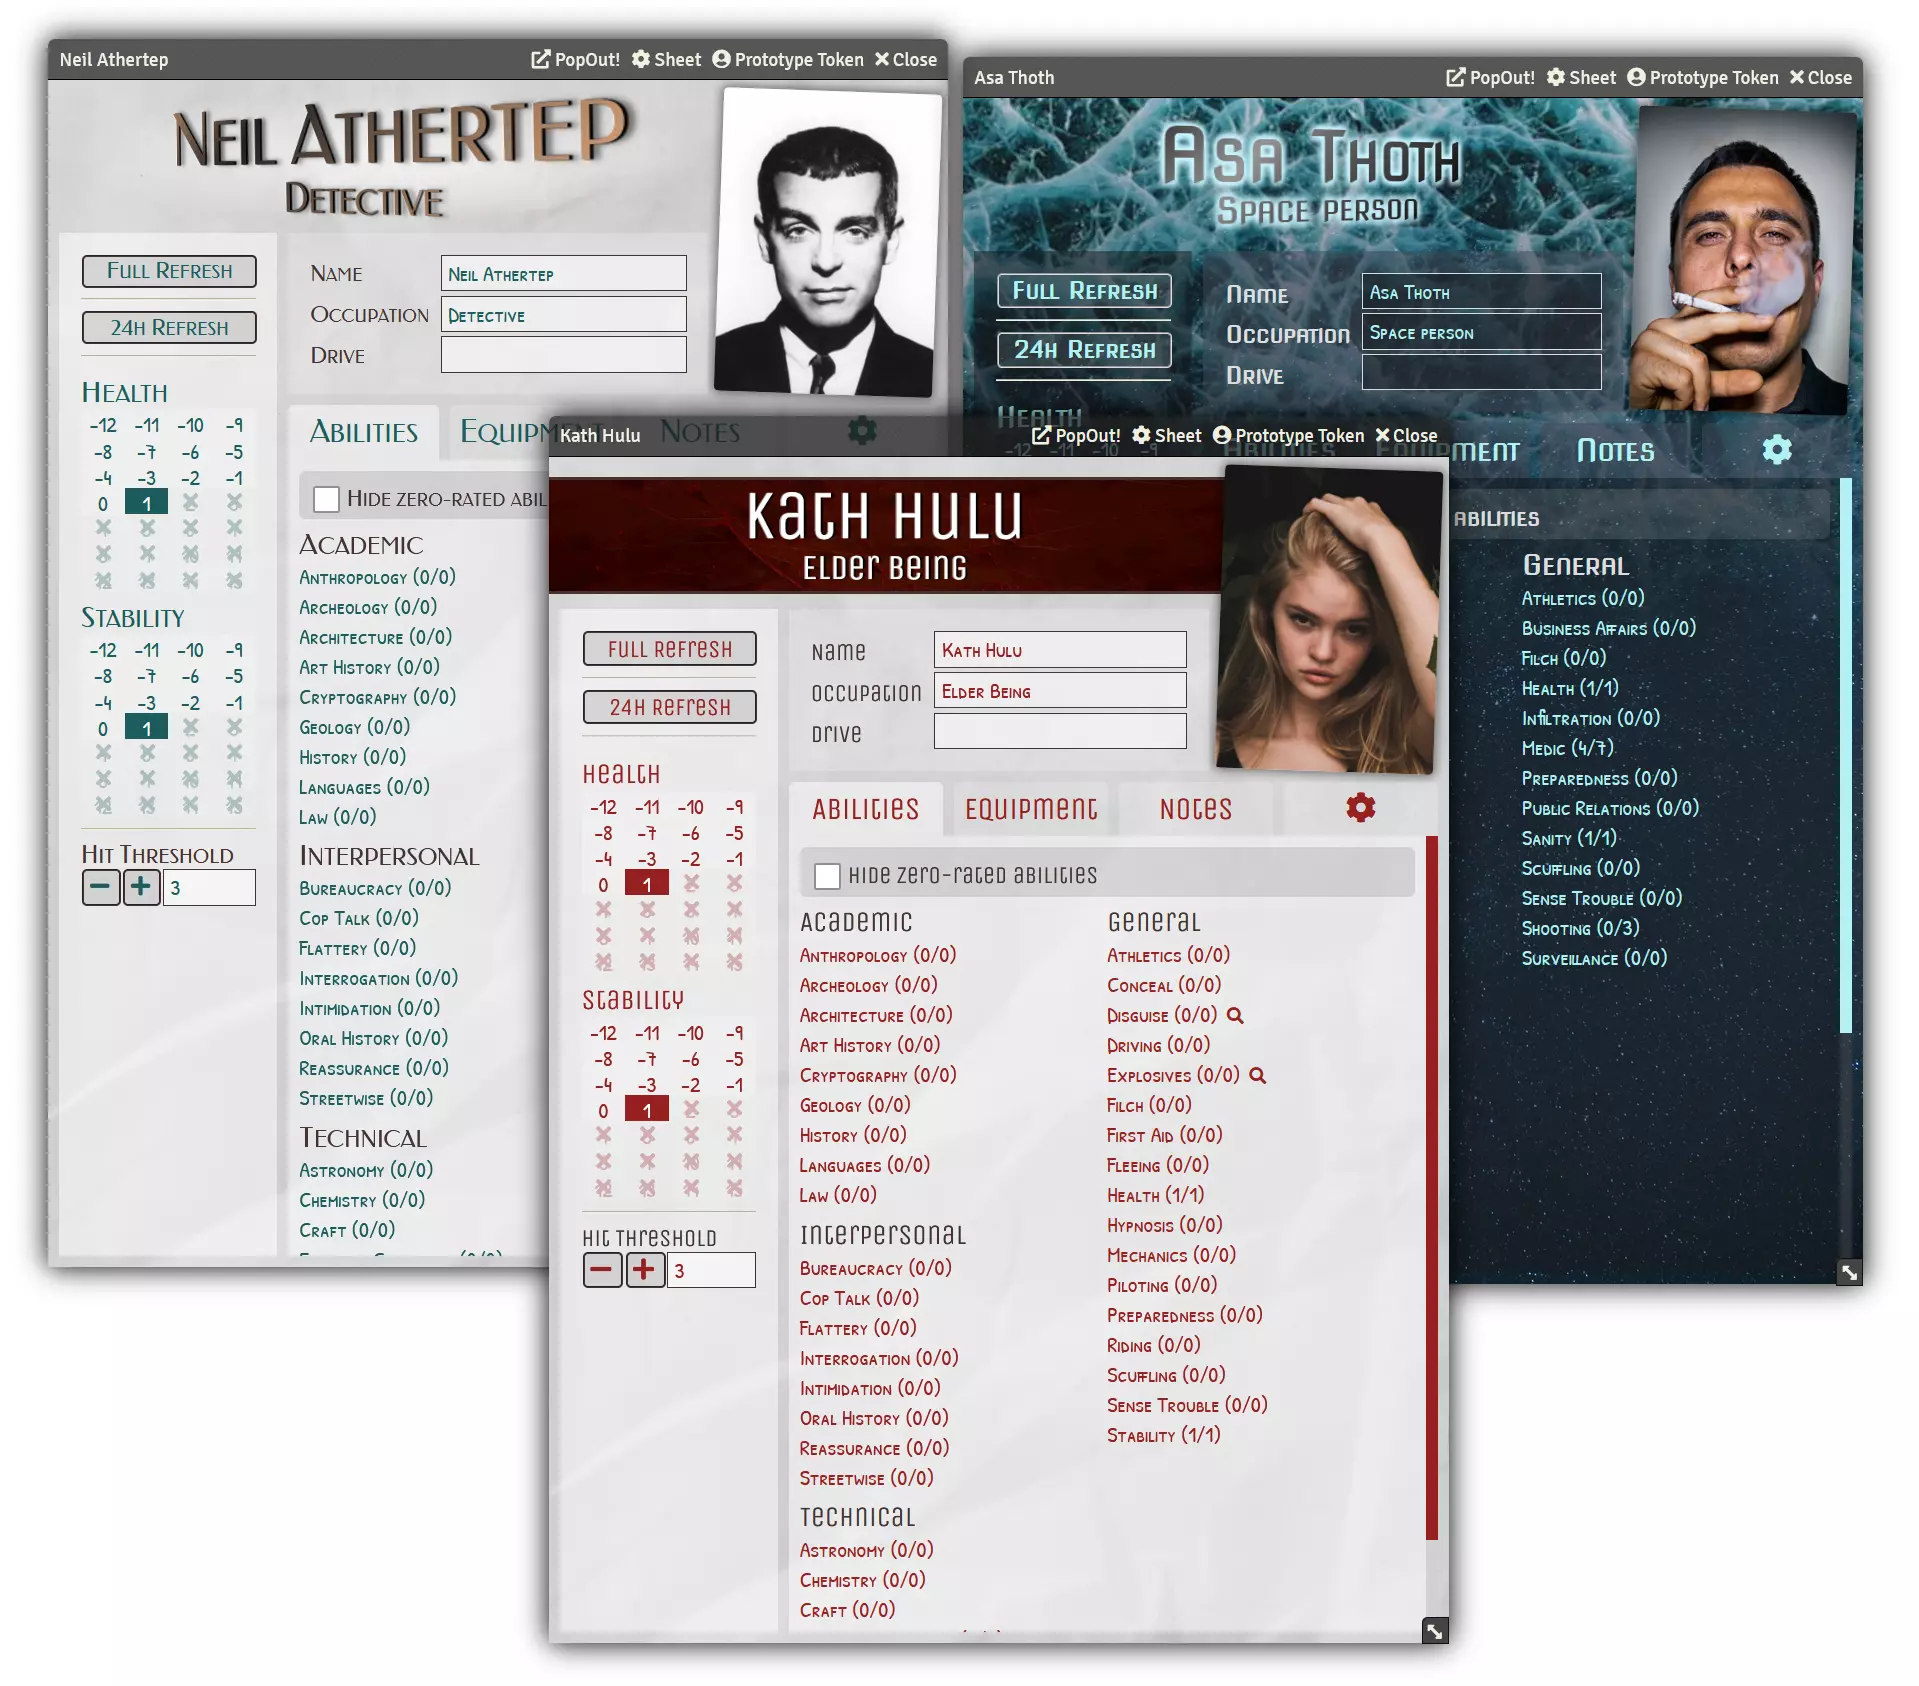 Neil Athertep PopOut! Sheet Prototype Token Close
Neil Athertep
Detective
Full Refresh
24h Refresh
Name Neil Athertep
Occupation Detective
Drive
Health
-12 -11 -10 -9
-8 -7 -6 -5
-4 -3 -2 -1
0 1
Stability
-12 -11 -10 -9
-8 -7 -6 -5
-4 -3 -2 -1
0 1
Hit Threshold
3
Abilities Equipment Notes
Hide zero-rated abil
Academic
Anthropology (0/0)
Archeology (0/0)
Architecture (0/0)
Art History (0/0)
Cryptography (0/0)
Geology (0/0)
History (0/0)
Languages (0/0)
Law (0/0)
Interpersonal
Bureaucracy (0/0)
Cop Talk (0/0)
Flattery (0/0)
Interrogation (0/0)
Intimidation (0/0)
Oral History (0/0)
Reassurance (0/0)
Streetwise (0/0)
Technical
Astronomy (0/0)
Chemistry (0/0)
Craft (0/0)
Asa Thoth PopOut! Sheet Prototype Token Close
Asa Thoth
Space person
Full Refresh
24h Refresh
Name Asa Thoth
Occupation Space person
Drive
Health
-12 -11 -10 -9
Abilities Equipment Notes
abilities
General
Athletics (0/0)
Business Affairs (0/0)
Filch (0/0)
Health (1/1)
Infiltration (0/0)
Medic (4/7)
Preparedness (0/0)
Public Relations (0/0)
Sanity (1/1)
Scuffling (0/0)
Sense Trouble (0/0)
Shooting (0/3)
Surveillance (0/0)
Kath Hulu PopOut! Sheet Prototype Token Close
Kath Hulu
Elder Being
Full Refresh
24h Refresh
Name Kath Hulu
Occupation Elder Being
Drive
Health
-12 -11 -10 -9
-8 -7 -6 -5
-4 -3 -2 -1
0 1
Stability
-12 -11 -10 -9
-8 -7 -6 -5
-4 -3 -2 -1
0 1
Hit Threshold
3
Abilities Equipment Notes
Hide zero-rated abilities
Academic
Anthropology (0/0)
Archeology (0/0)
Architecture (0/0)
Art History (0/0)
Cryptography (0/0)
Geology (0/0)
History (0/0)
Languages (0/0)
Law (0/0)
Interpersonal
Bureaucracy (0/0)
Cop Talk (0/0)
Flattery (0/0)
Interrogation (0/0)
Intimidation (0/0)
Oral History (0/0)
Reassurance (0/0)
Streetwise (0/0)
Technical
Astronomy (0/0)
Chemistry (0/0)
Craft (0/0)
General
Athletics (0/0)
Conceal (0/0)
Disguise (0/0)
Driving (0/0)
Explosives (0/0)
Filch (0/0)
First Aid (0/0)
Fleeing (0/0)
Health (1/1)
Hypnosis (0/0)
Mechanics (0/0)
Piloting (0/0)
Preparedness (0/0)
Riding (0/0)
Scuffling (0/0)
Sense Trouble (0/0)
Stability (1/1)